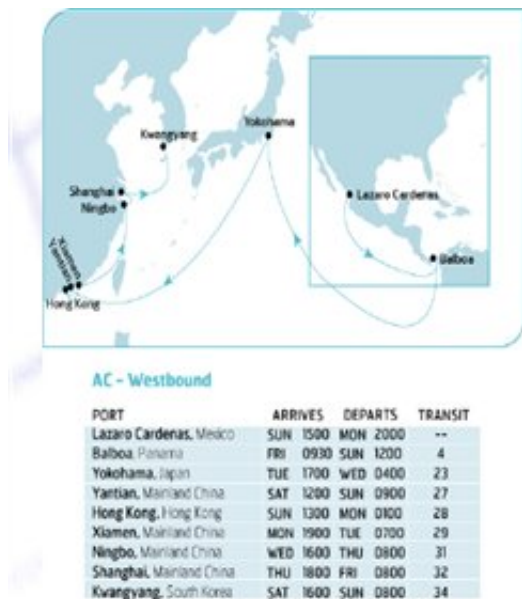 Yokohama
Kwangyang
Shanghai
Ningbo
Lazaro Cardenas
Balboa
Xiamen
Yantian
Hong Kong
AC - Westbound
PORT ARRIVES DEPARTS TRANSIT
Lazaro Cardenas, Mexico SUN 1500 MON 2000 --
Balboa, Panama FRI 0930 SUN 1200 4
Yokohama, Japan TUE 1700 WED 0400 23
Yantian, Mainland China SAT 1200 SUN 0900 27
Hong Kong, Hong Kong SUN 1300 MON 0100 28
Xiamen, Mainland China MON 1900 TUE 0700 29
Ningbo, Mainland China WED 1600 THU 0800 31
Shanghai, Mainland China THU 1800 FRI 0800 32
Kwangyang, South Korea SAT 1600 SUN 0800 34